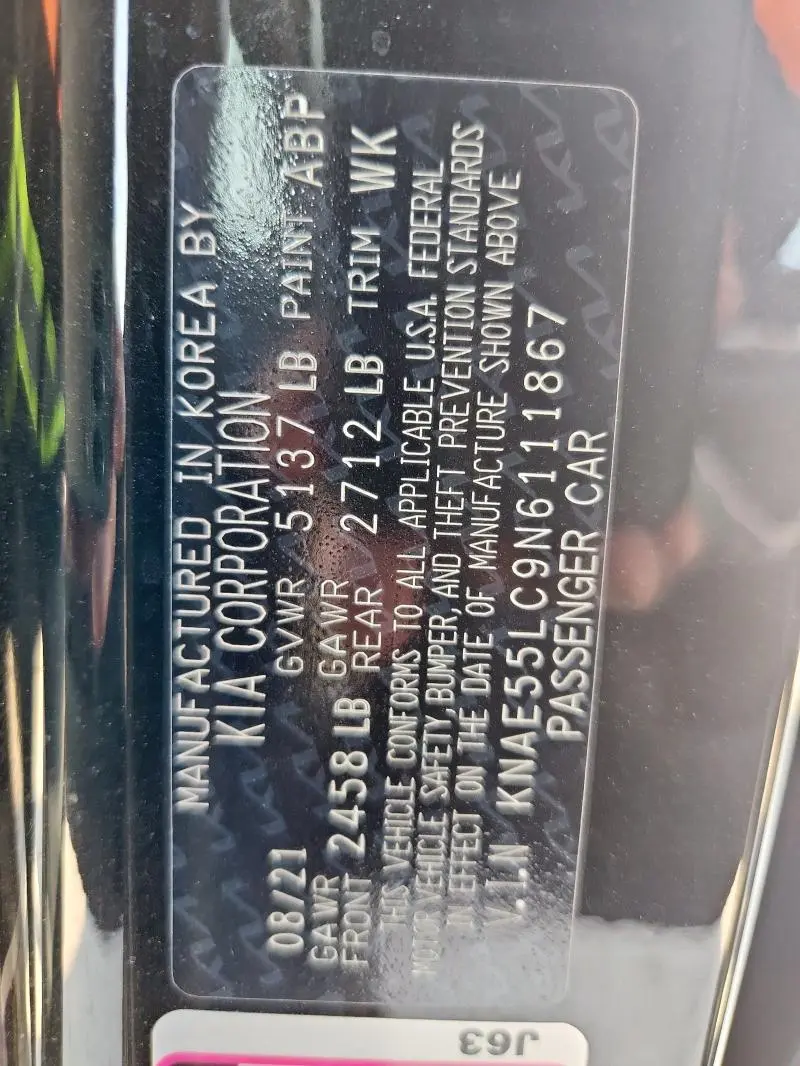 MANUFACTURED IN KOREA BY
KIA CORPORATION
08/21 GVWR 5137 LB PAINT ABP
GAWR FRONT 2458 LB GAWR REAR 2712 LB TRIM WK
THIS VEHICLE CONFORMS TO ALL APPLICABLE U.S.A. FEDERAL
MOTOR VEHICLE SAFETY, BUMPER, AND THEFT PREVENTION STANDARDS
IN EFFECT ON THE DATE OF MANUFACTURE SHOWN ABOVE
V.I.N KNAE55LC9N6111867
PASSENGER CAR
J63